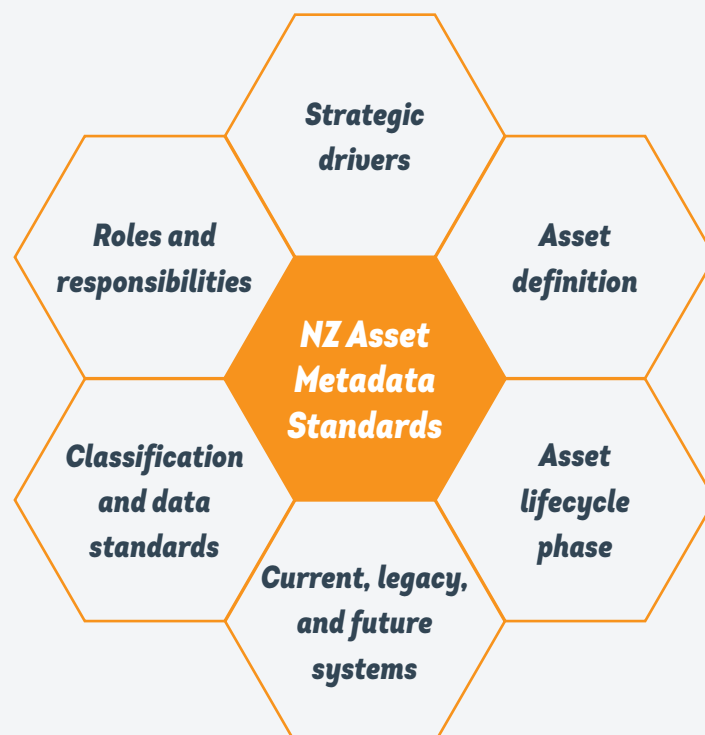 Strategic
drivers
Roles and
responsibilities
Asset
definition
NZ Asset
Metadata
Standards
Classification
and data
standards
Asset
lifecycle
phase
Current, legacy,
and future
systems